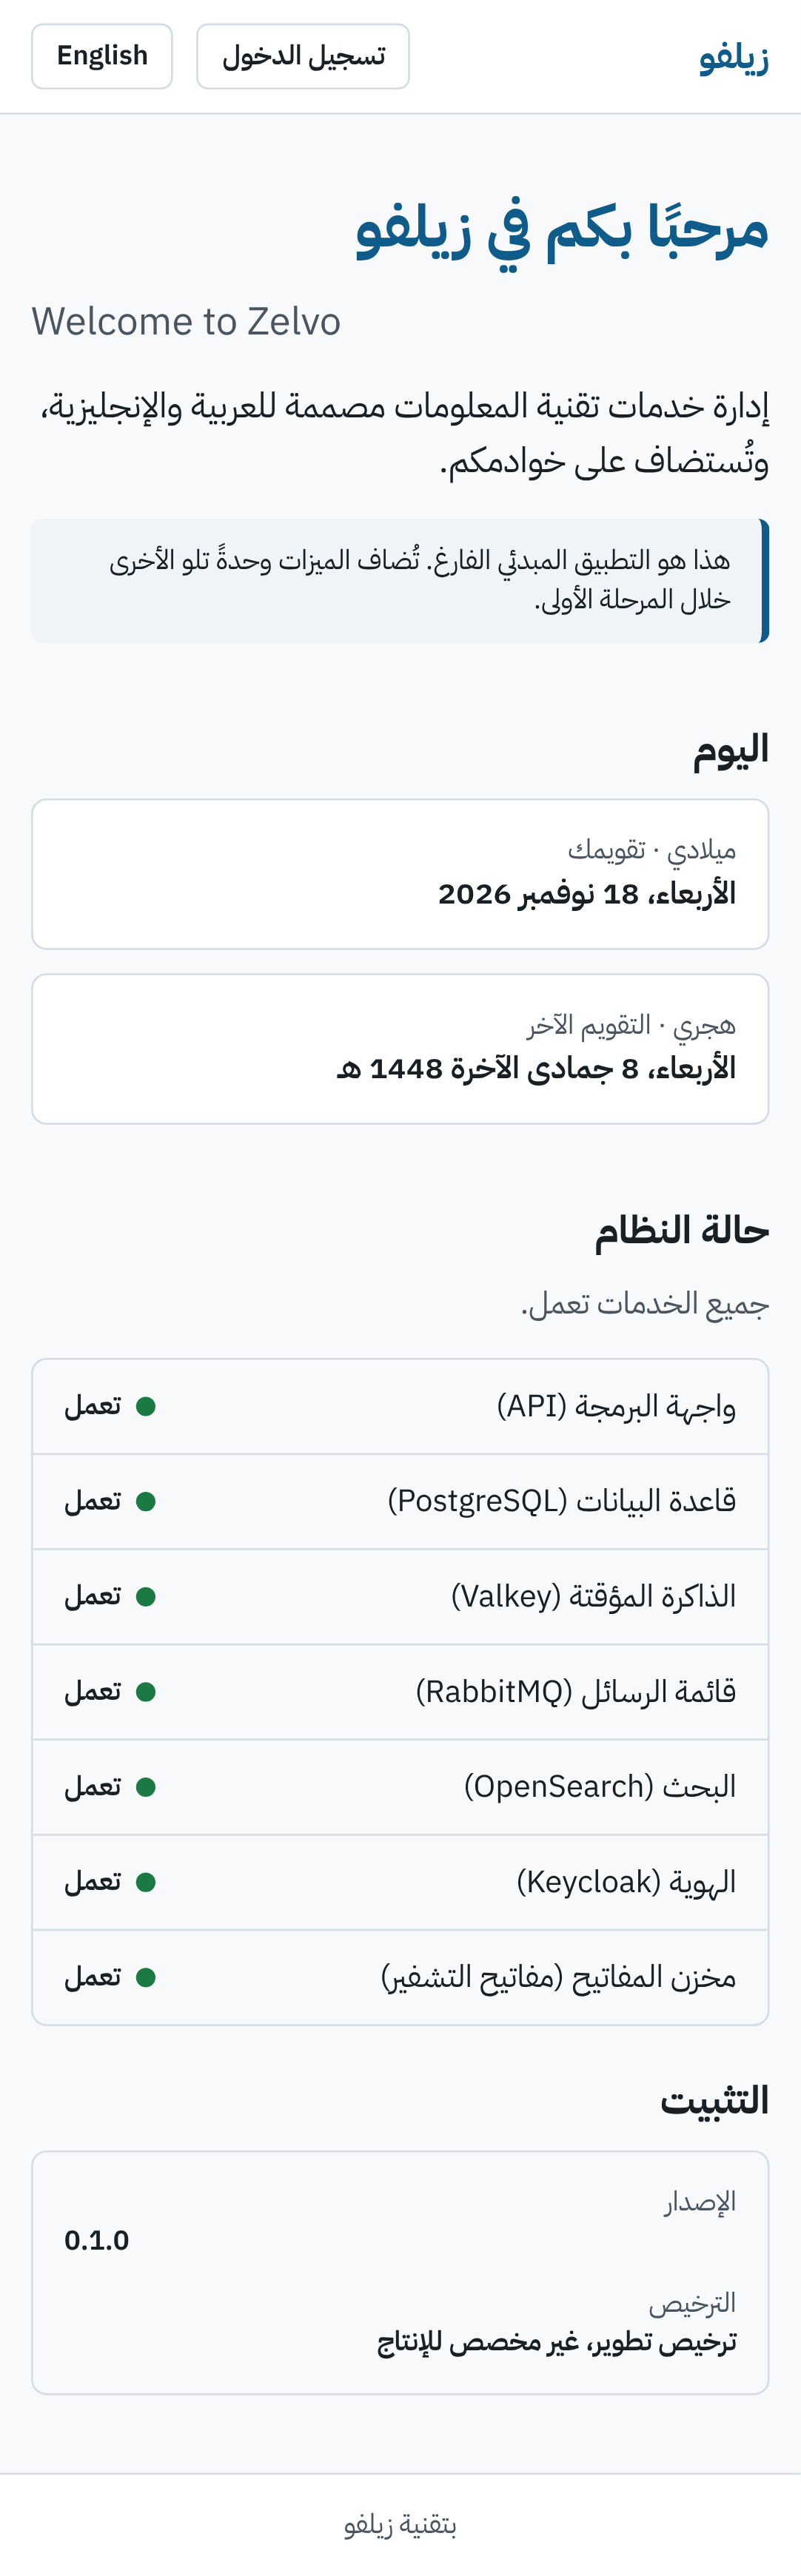 زيلفو
تسجيل الدخول
English
مرحبًا بكم في زيلفو
Welcome to Zelvo
إدارة خدمات تقنية المعلومات مصممة للعربية والإنجليزية،
وتُستضاف على خوادمكم.
هذا هو التطبيق المبدئي الفارغ. تُضاف الميزات وحدةً تلو الأخرى
خلال المرحلة الأولى.
اليوم
ميلادي · تقويمك
الأربعاء، 18 نوفمبر 2026
هجري · التقويم الآخر
الأربعاء، 8 جمادى الآخرة 1448 هـ
حالة النظام
جميع الخدمات تعمل.
واجهة البرمجة (API) تعمل
قاعدة البيانات (PostgreSQL) تعمل
الذاكرة المؤقتة (Valkey) تعمل
قائمة الرسائل (RabbitMQ) تعمل
البحث (OpenSearch) تعمل
الهوية (Keycloak) تعمل
مخزن المفاتيح (مفاتيح التشفير) تعمل
التثبيت
الإصدار
0.1.0
الترخيص
ترخيص تطوير، غير مخصص للإنتاج
بتقنية زيلفو